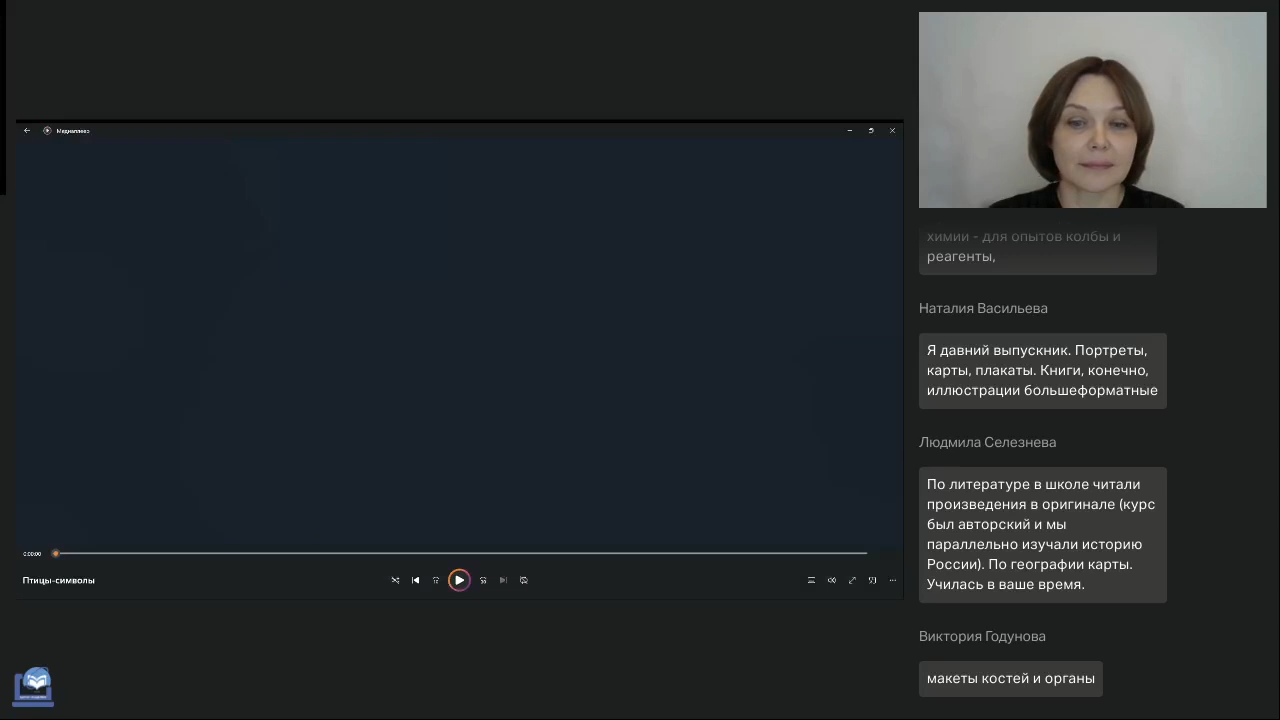 Медиаплеер
0:00:00
Птицы-символы
химии - для опытов колбы и
реагенты,
Наталия Васильева
Я давний выпускник. Портреты,
карты, плакаты. Книги, конечно,
иллюстрации большеформатные
Людмила Селезнева
По литературе в школе читали
произведения в оригинале (курс
был авторский и мы
параллельно изучали историю
России). По географии карты.
Училась в ваше время.
Виктория Годунова
макеты костей и органы